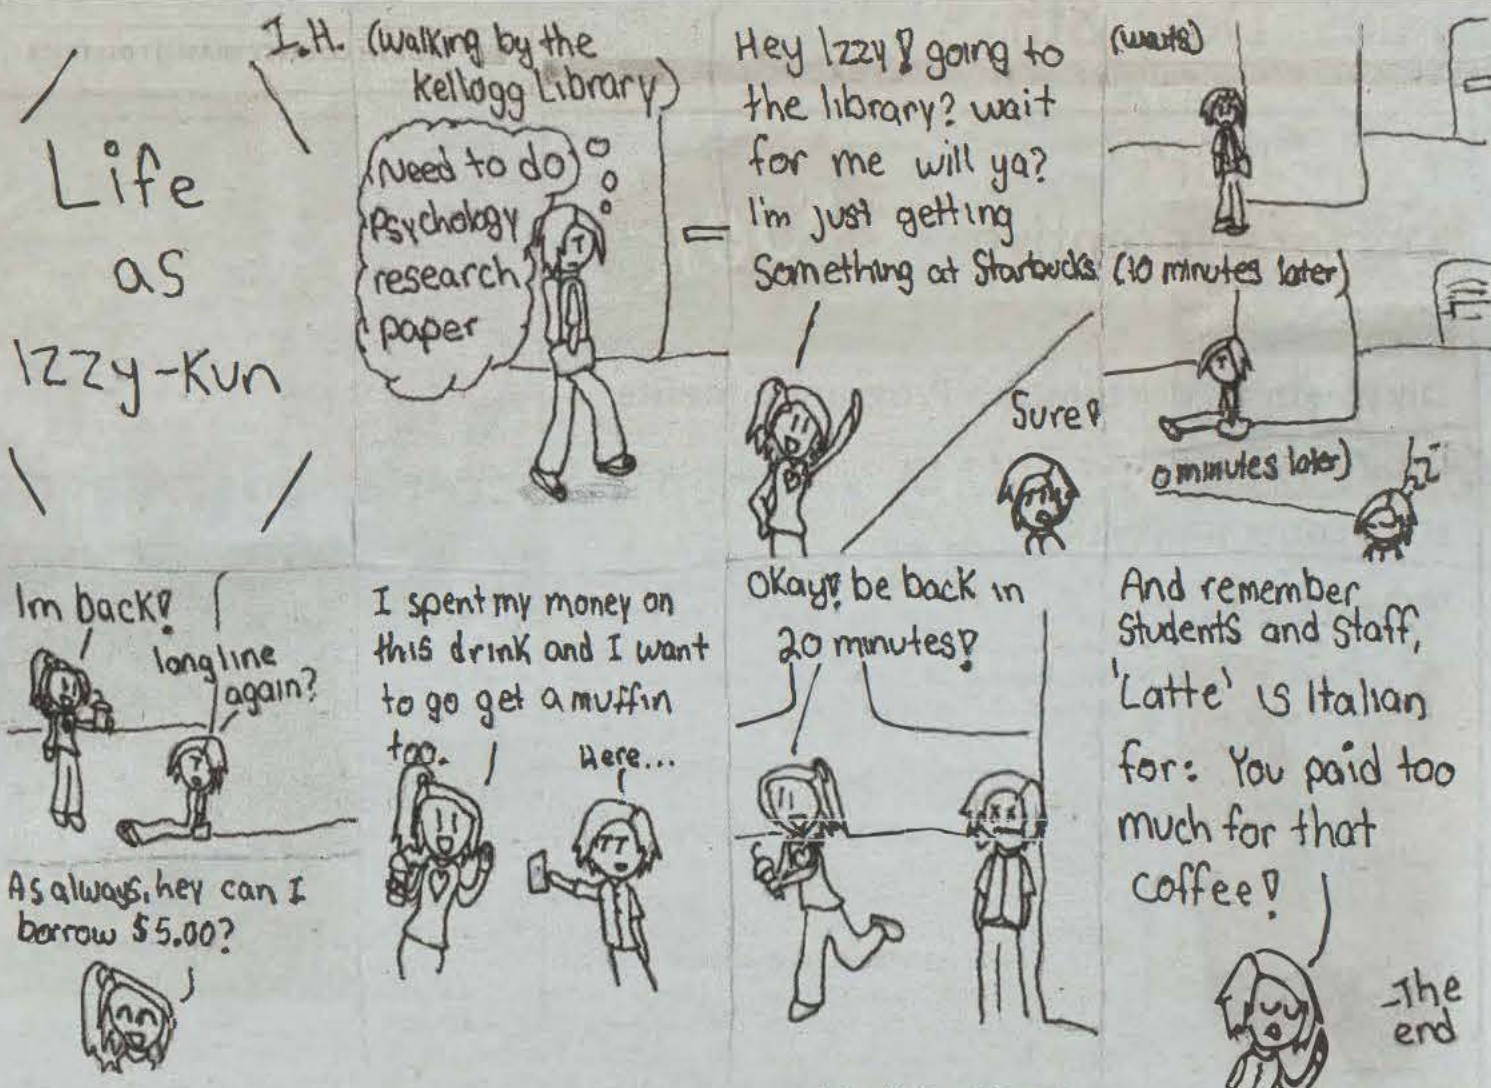 Life
as
Izzy-Kun
I.H. (walking by the
Kellogg Library)
(Need to do
Psychology
research
paper
Hey Izzy! going to
the library? wait
for me will ya?
I'm just getting
Something at Starbucks
Sure!
(waits)
(10 minutes later)
0 minutes later)
ZZ
Im back!
long line
again?
As always, hey can I
borrow $5.00?
I spent my money on
this drink and I want
to go get a muffin
too.
Here...
Okay! be back in
20 minutes!
And remember
Students and Staff,
'Latte' is Italian
for: You paid too
much for that
coffee!
-The
end